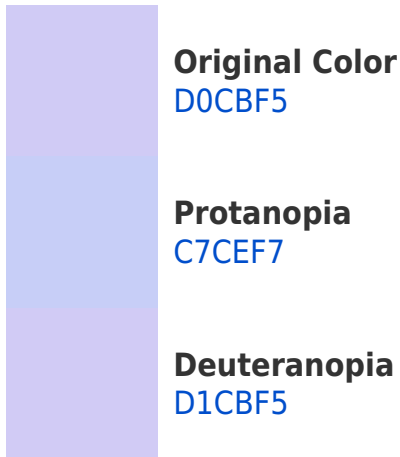 Original Color
D0CBF5
Protanopia
C7CEF7
Deuteranopia
D1CBF5